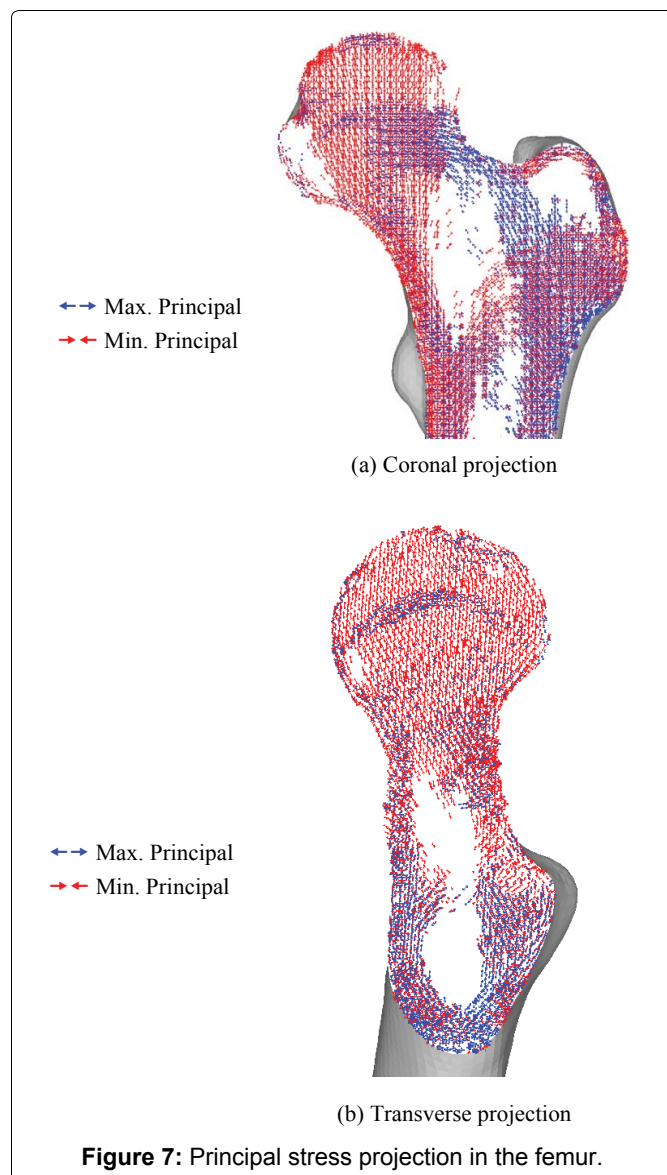 Max. Principal
Min. Principal
(a) Coronal projection
Max. Principal
Min. Principal
(b) Transverse projection
Figure 7: Principal stress projection in the femur.